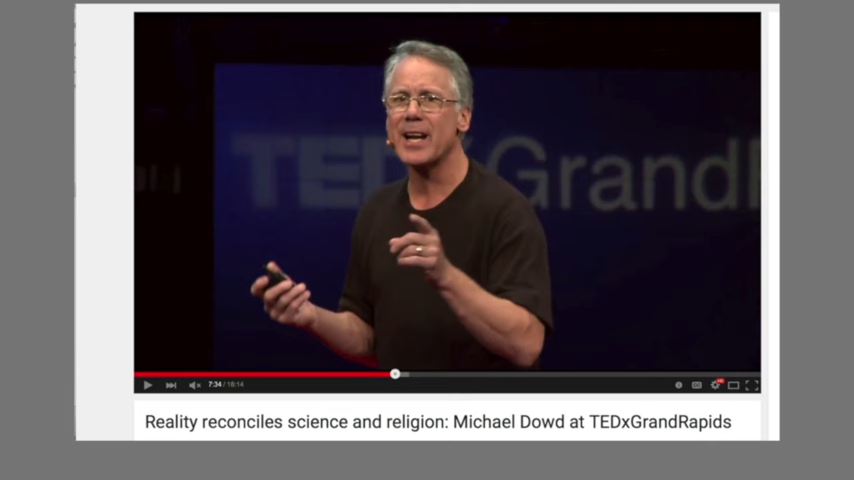 TEDxGrandR
7:34 / 18:14
Reality reconciles science and religion: Michael Dowd at TEDxGrandRapids